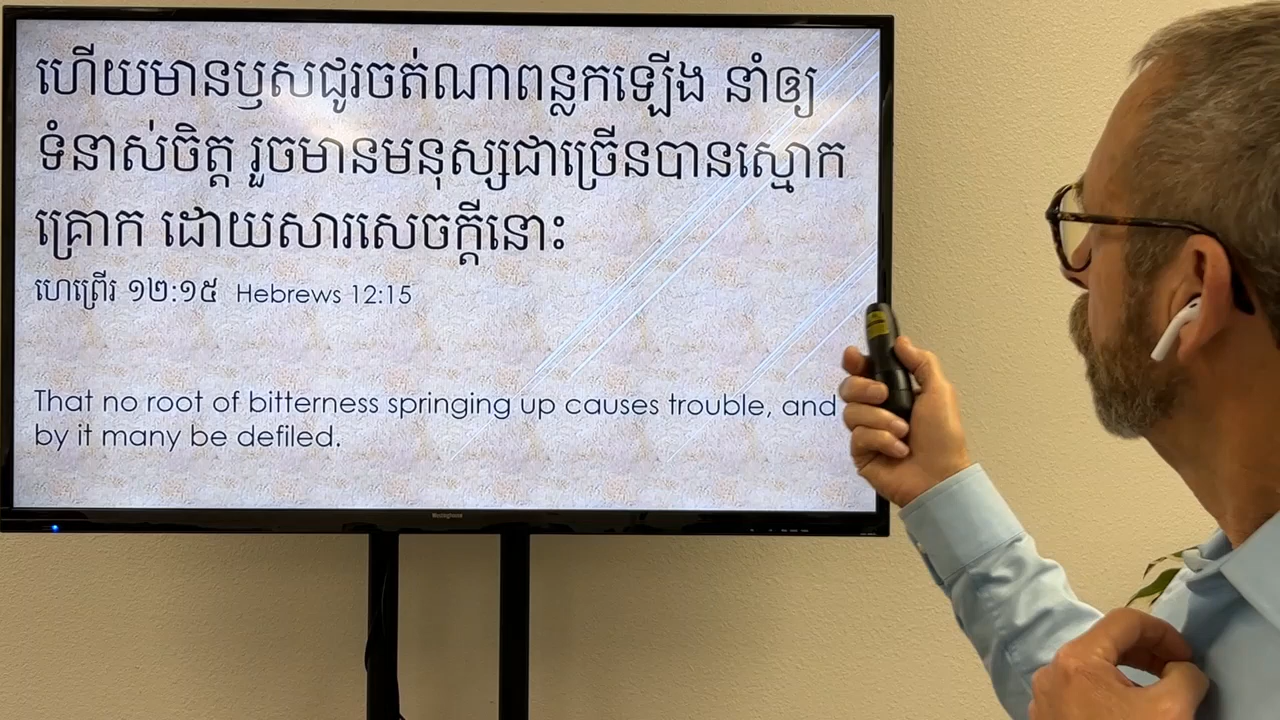 ហើយមានឫសជូរចត់ណាពន្លកឡើង នាំឲ្យ
ទំនាស់ចិត្ត រួចមានមនុស្សជាច្រើនបានស្មោក
គ្រោក ដោយសារសេចក្តីនោះ
ហេព្រើរ ១២:១៥ Hebrews 12:15
That no root of bitterness springing up causes trouble, and
by it many be defiled.
Westinghouse